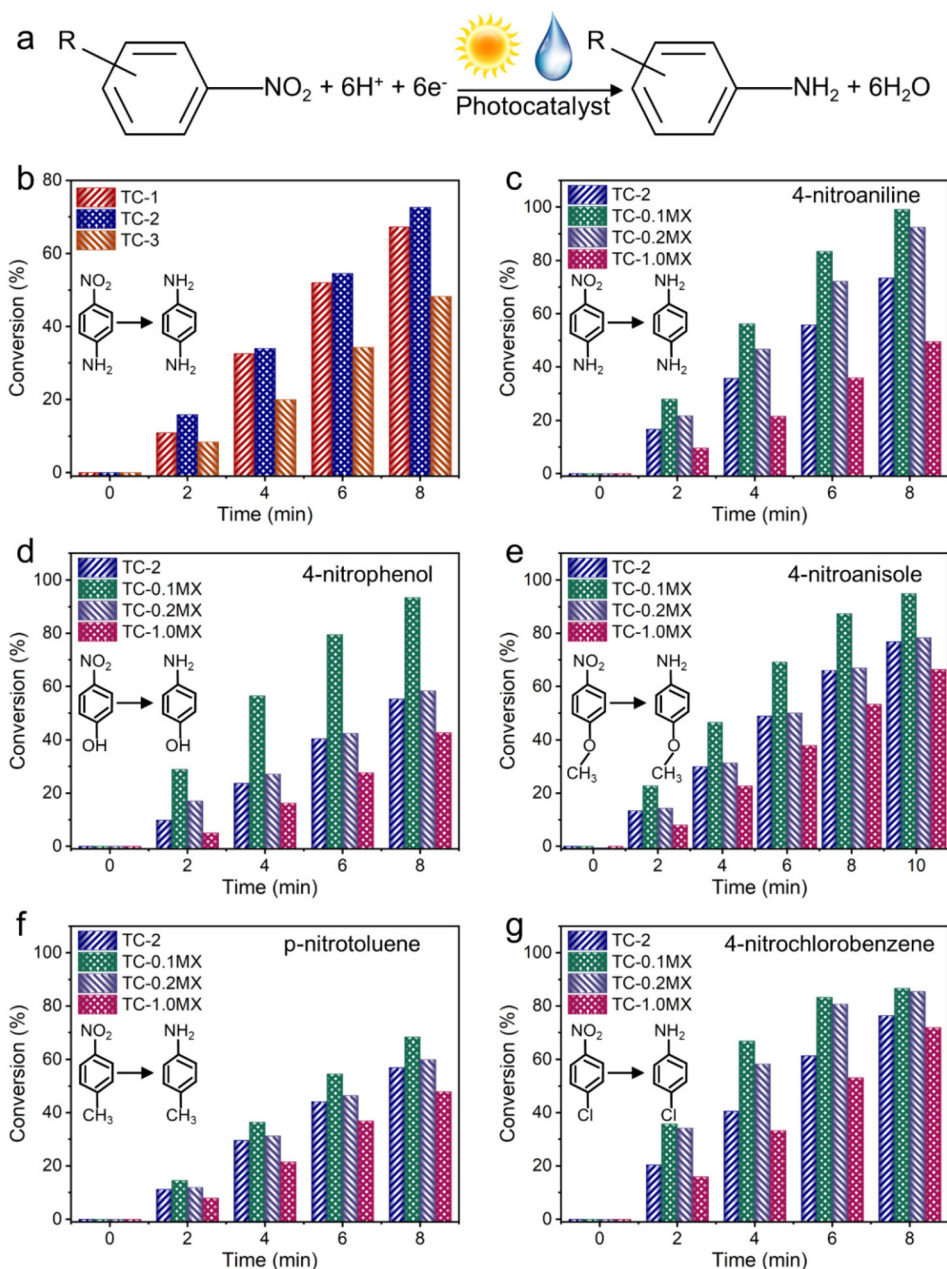 a
R
NO₂ + 6H⁺ + 6e⁻
Photocatalyst
R
NH₂ + 6H₂O
b
TC-1
TC-2
TC-3
NO₂
NH₂
NH₂
NH₂
Conversion (%)
80
60
40
20
0
0 2 4 6 8
Time (min)
c
4-nitroaniline
TC-2
TC-0.1MX
TC-0.2MX
TC-1.0MX
NO₂
NH₂
NH₂
NH₂
Conversion (%)
100
80
60
40
20
0
0 2 4 6 8
Time (min)
d
4-nitrophenol
TC-2
TC-0.1MX
TC-0.2MX
TC-1.0MX
NO₂
NH₂
OH
OH
Conversion (%)
100
80
60
40
20
0
0 2 4 6 8
Time (min)
e
4-nitroanisole
TC-2
TC-0.1MX
TC-0.2MX
TC-1.0MX
NO₂
NH₂
O
O
CH₃
CH₃
Conversion (%)
100
80
60
40
20
0
0 2 4 6 8 10
Time (min)
f
p-nitrotoluene
TC-2
TC-0.1MX
TC-0.2MX
TC-1.0MX
NO₂
NH₂
CH₃
CH₃
Conversion (%)
100
80
60
40
20
0
0 2 4 6 8
Time (min)
g
4-nitrochlorobenzene
TC-2
TC-0.1MX
TC-0.2MX
TC-1.0MX
NO₂
NH₂
Cl
Cl
Conversion (%)
100
80
60
40
20
0
0 2 4 6 8
Time (min)